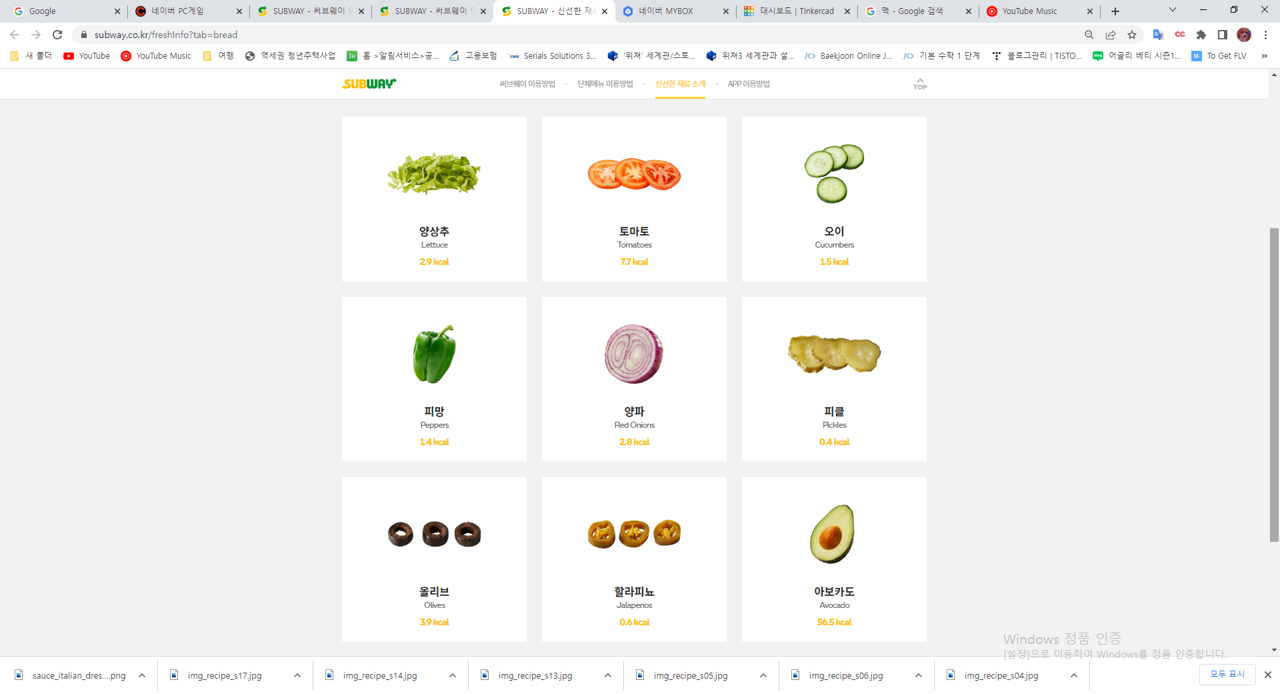 Google
네이버 PC게임
SUBWAY - 써브웨이 이
SUBWAY - 써브웨이 이
SUBWAY - 신선한 재료
네이버 MYBOX
대시보드 | Tinkercad
맥 - Google 검색
YouTube Music
subway.co.kr/freshInfo?tab=bread
새 폴더
YouTube
YouTube Music
여행
역세권 청년주택사업
홈 >알림서비스>공...
고용보험
Serials Solutions 3...
'위쳐' 세계관/스토...
위쳐3 세계관과 설...
Baekjoon Online J...
기본 수학 1 단계
블로그관리 | TISTO...
어글리 베티 시즌1...
To Get FLV
SUBWAY
써브웨이 이용방법
단체메뉴 이용방법
신선한 재료 소개
APP 이용방법
TOP
양상추
Lettuce
2.9 kcal
토마토
Tomatoes
7.7 kcal
오이
Cucumbers
1.5 kcal
피망
Peppers
1.4 kcal
양파
Red Onions
2.8 kcal
피클
Pickles
0.4 kcal
올리브
Olives
3.9 kcal
할라피뇨
Jalapenos
0.6 kcal
아보카도
Avocado
56.5 kcal
Windows 정품 인증
[설정]으로 이동하여 Windows를 정품 인증합니다.
sauce_italian_dres....png
img_recipe_s17.jpg
img_recipe_s14.jpg
img_recipe_s13.jpg
img_recipe_s05.jpg
img_recipe_s06.jpg
img_recipe_s04.jpg
모두 표시